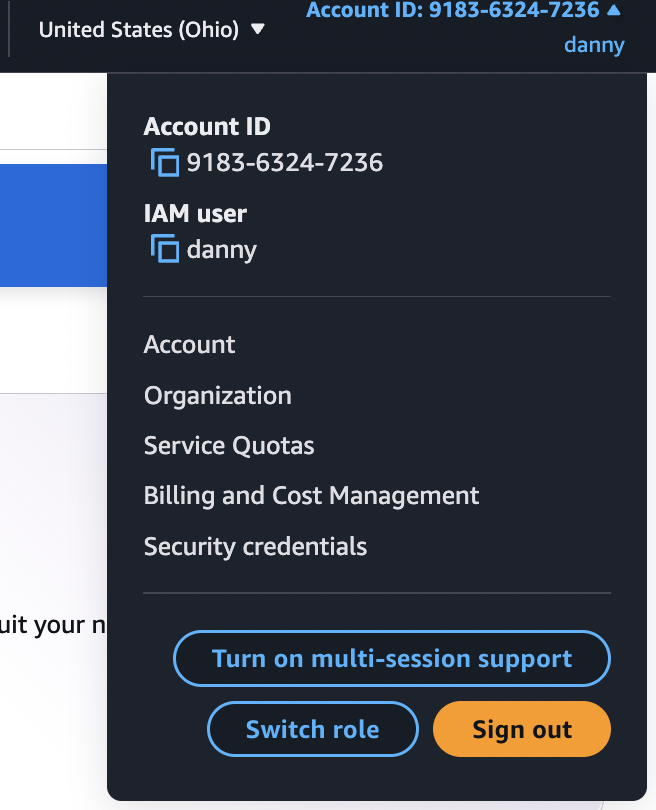 United States (Ohio)
Account ID: 9183-6324-7236
danny
Account ID
9183-6324-7236
IAM user
danny
Account
Organization
Service Quotas
Billing and Cost Management
Security credentials
uit your n
Turn on multi-session support
Switch role
Sign out